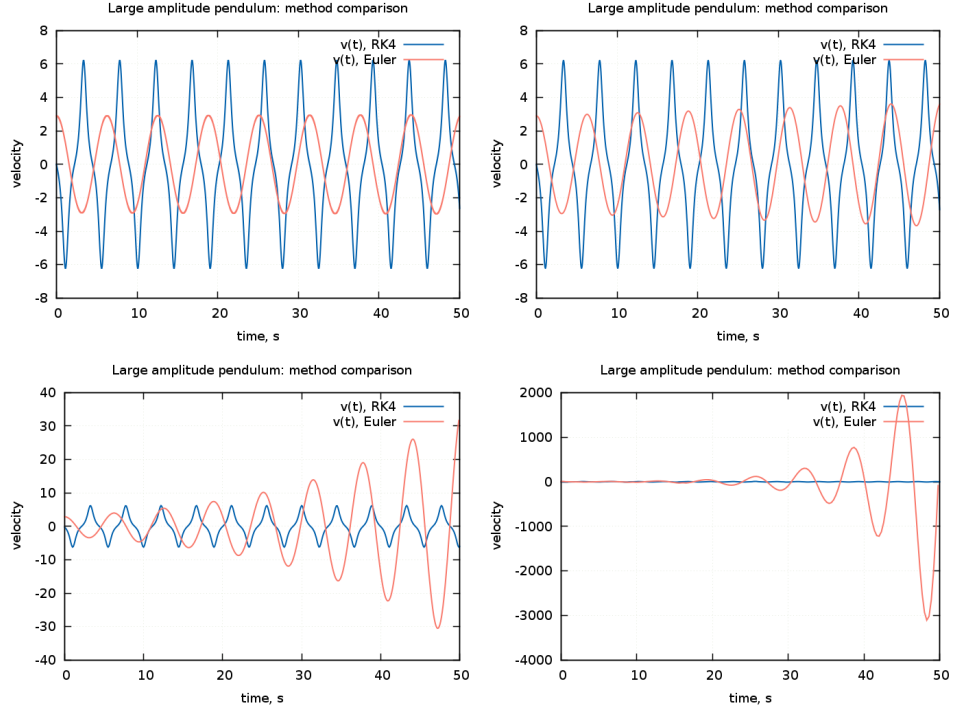 Large amplitude pendulum: method comparison
8
6
4
2
0
-2
-4
-6
-8
velocity
v(t), RK4
v(t), Euler
0 10 20 30 40 50
time, s
Large amplitude pendulum: method comparison
8
6
4
2
0
-2
-4
-6
-8
velocity
v(t), RK4
v(t), Euler
0 10 20 30 40 50
time, s
Large amplitude pendulum: method comparison
40
30
20
10
0
-10
-20
-30
-40
velocity
v(t), RK4
v(t), Euler
0 10 20 30 40 50
time, s
Large amplitude pendulum: method comparison
2000
1000
0
-1000
-2000
-3000
-4000
velocity
v(t), RK4
v(t), Euler
0 10 20 30 40 50
time, s